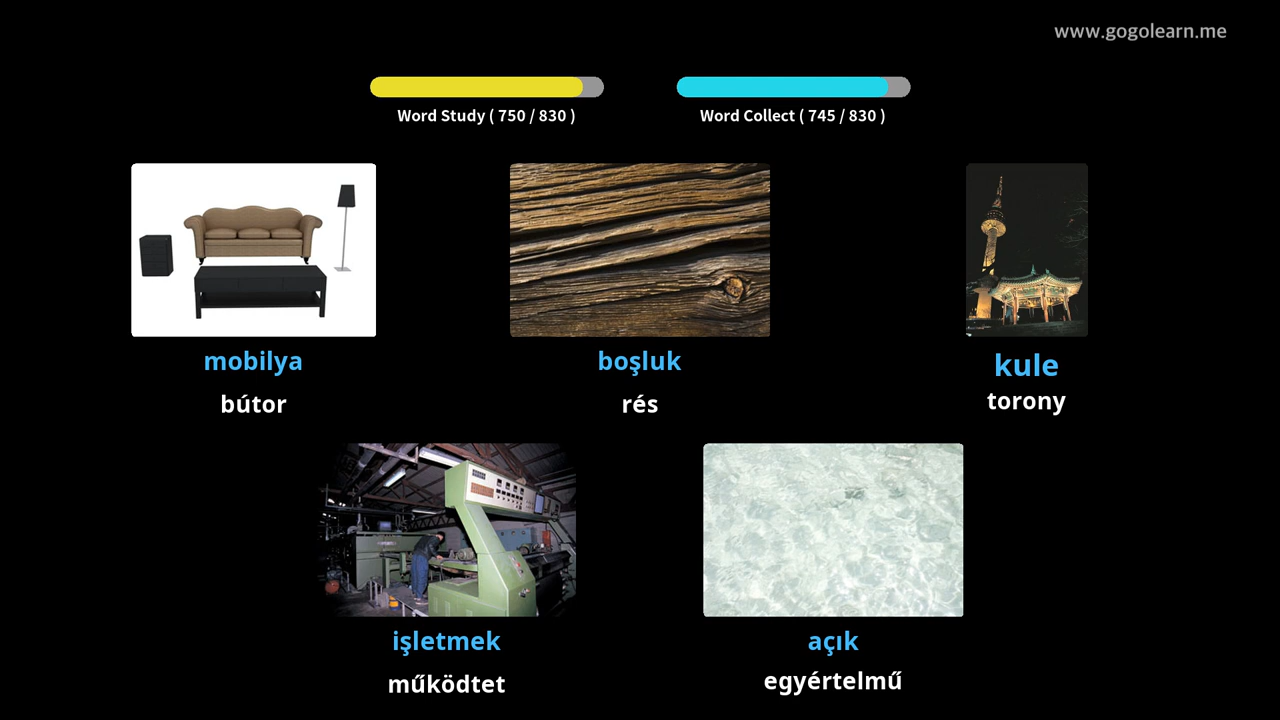 www.gogolearn.me
Word Study ( 750 / 830 )
Word Collect ( 745 / 830 )
mobilya
bútor
boşluk
rés
kule
torony
işletmek
működtet
açık
egyértelmű